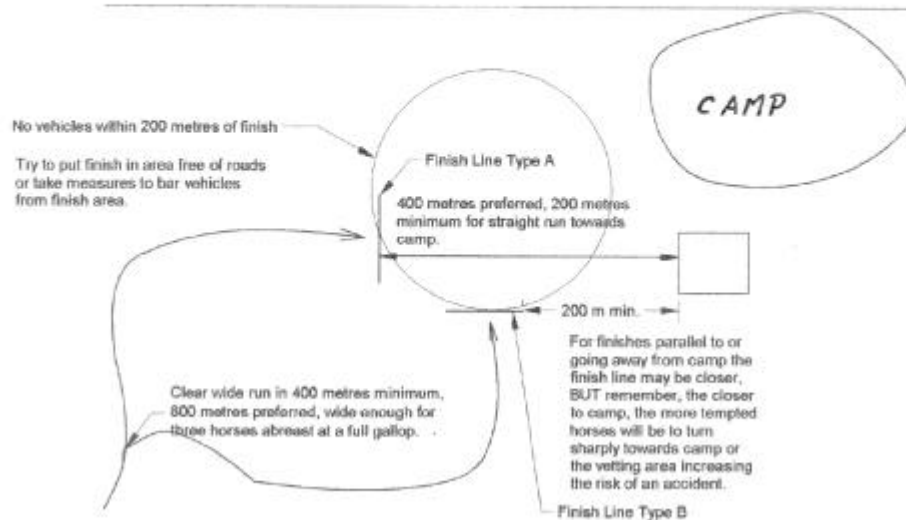 CAMP
No vehicles within 200 metres of finish
Try to put finish in area free of roads
or take measures to bar vehicles
from finish area.
Finish Line Type A
400 metres preferred, 200 metres
minimum for straight run towards
camp.
200 m min.
For finishes parallel to or
going away from camp the
finish line may be closer,
BUT remember, the closer
to camp, the more tempted
horses will be to turn
sharply towards camp or
the vetting area increasing
the risk of an accident.
Clear wide run in 400 metres minimum,
800 metres preferred, wide enough for
three horses abreast at a full gallop.
Finish Line Type B